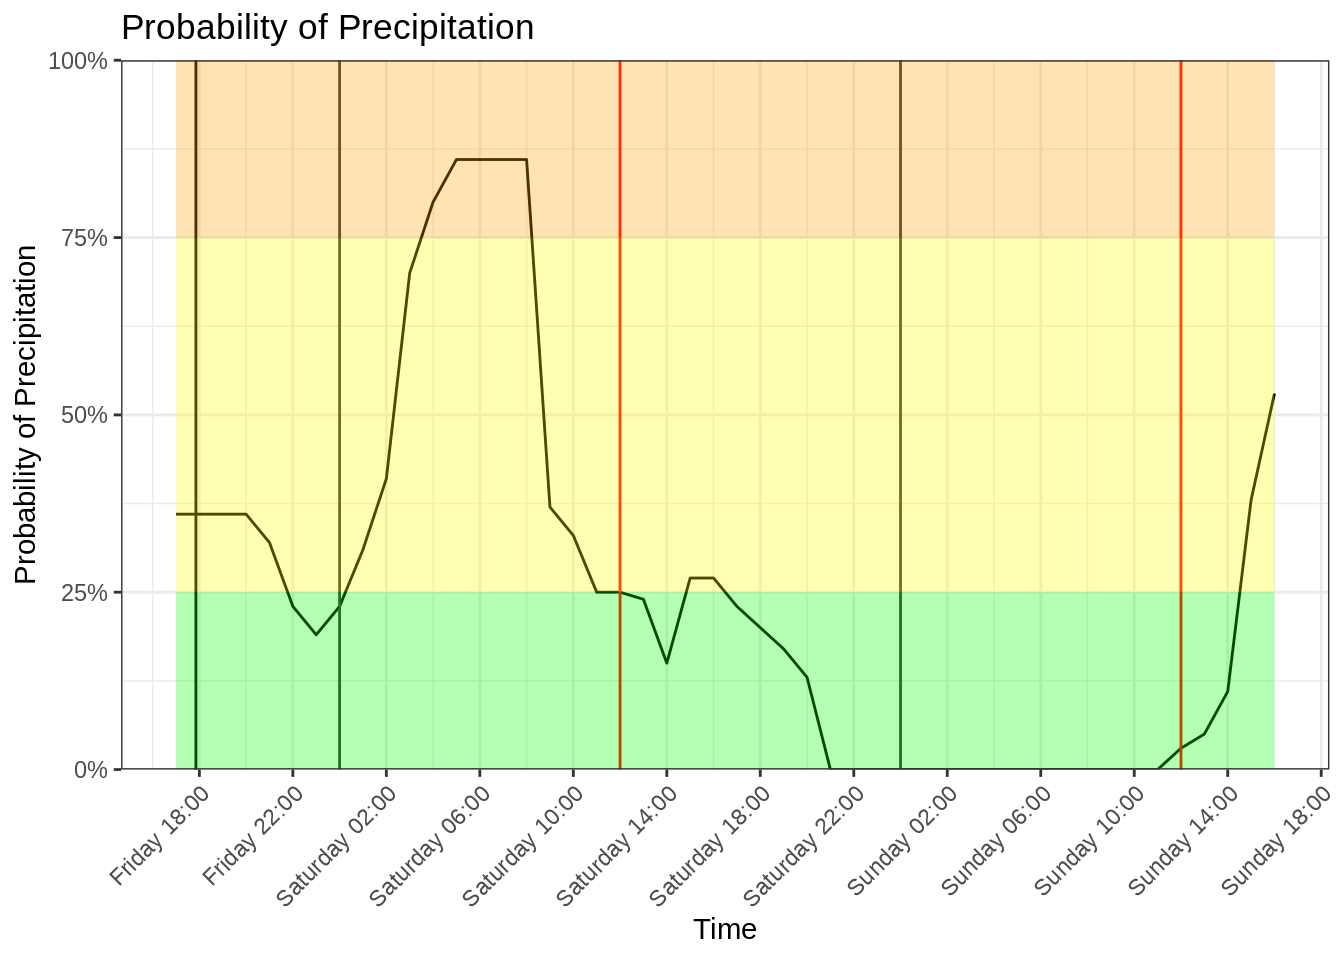 Probability of Precipitation
Probability of Precipitation
100%
75%
50%
25%
0%
Friday 18:00
Friday 22:00
Saturday 02:00
Saturday 06:00
Saturday 10:00
Saturday 14:00
Saturday 18:00
Saturday 22:00
Sunday 02:00
Sunday 06:00
Sunday 10:00
Sunday 14:00
Sunday 18:00
Time